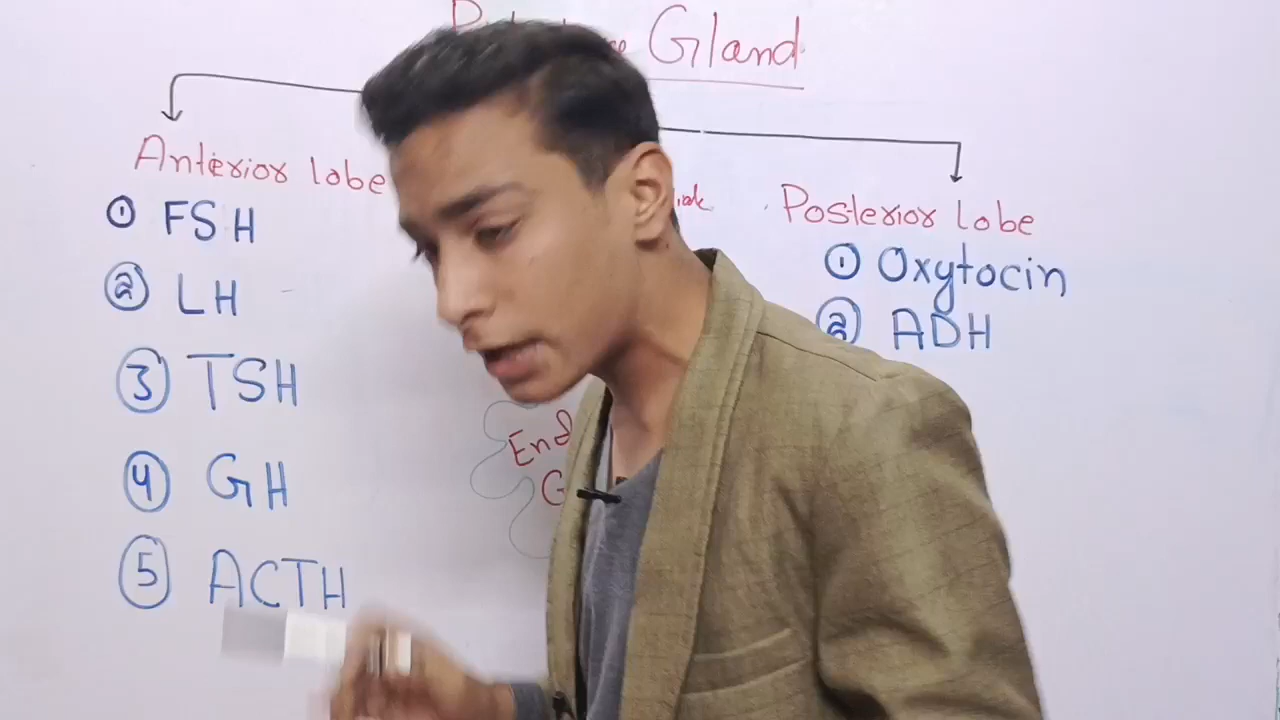 Gland
Anterior lobe
Posterior lobe
① FSH
② LH
③ TSH
④ GH
⑤ ACTH
① Oxytocin
② ADH
End
G